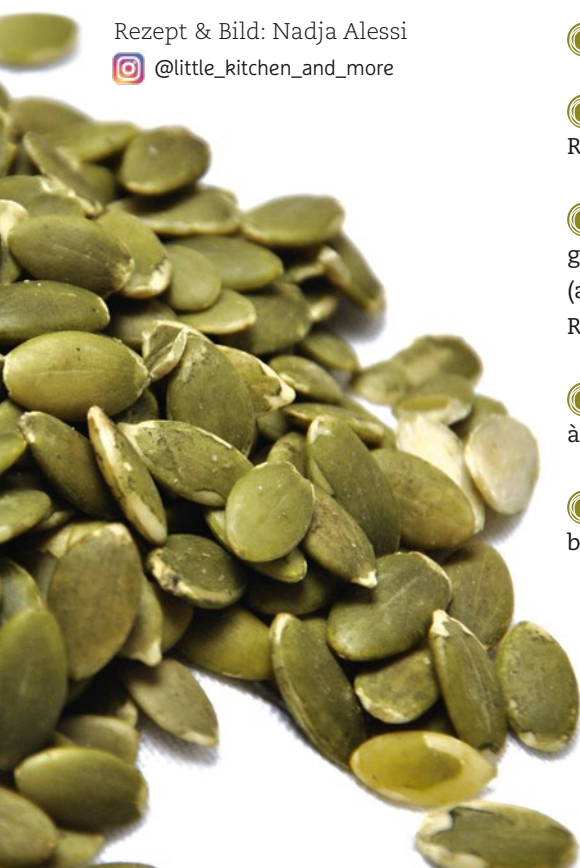 Rezept & Bild: Nadja Alessi
@little_kitchen_and_more
R
g
(a
R
à
b